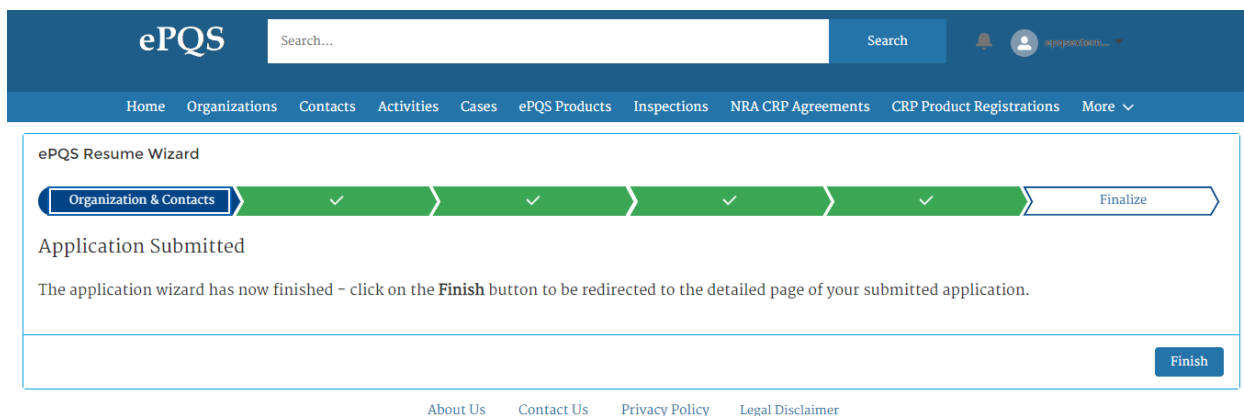 ePQS
Search...
Search
Home Organizations Contacts Activities Cases ePQS Products Inspections NRA CRP Agreements CRP Product Registrations More
ePQS Resume Wizard
Organization & Contacts
Finalize
Application Submitted
The application wizard has now finished – click on the Finish button to be redirected to the detailed page of your submitted application.
Finish
About Us Contact Us Privacy Policy Legal Disclaimer